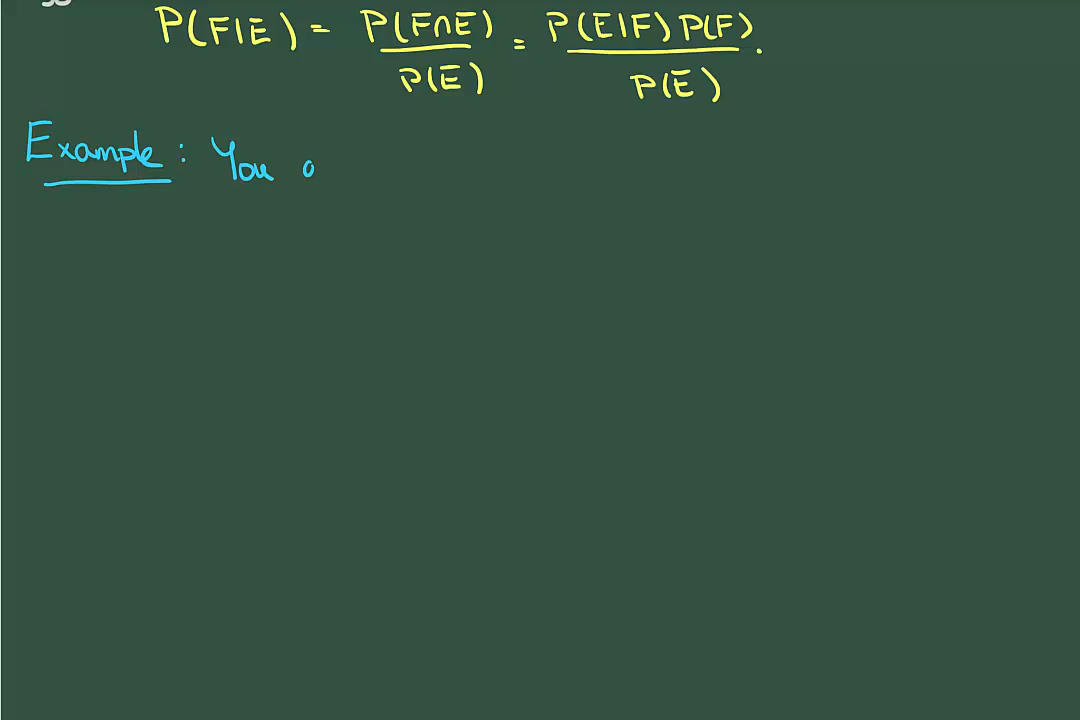 P(F|E) = P(F∩E) / P(E) = P(E|F) P(F) / P(E).
Example: You